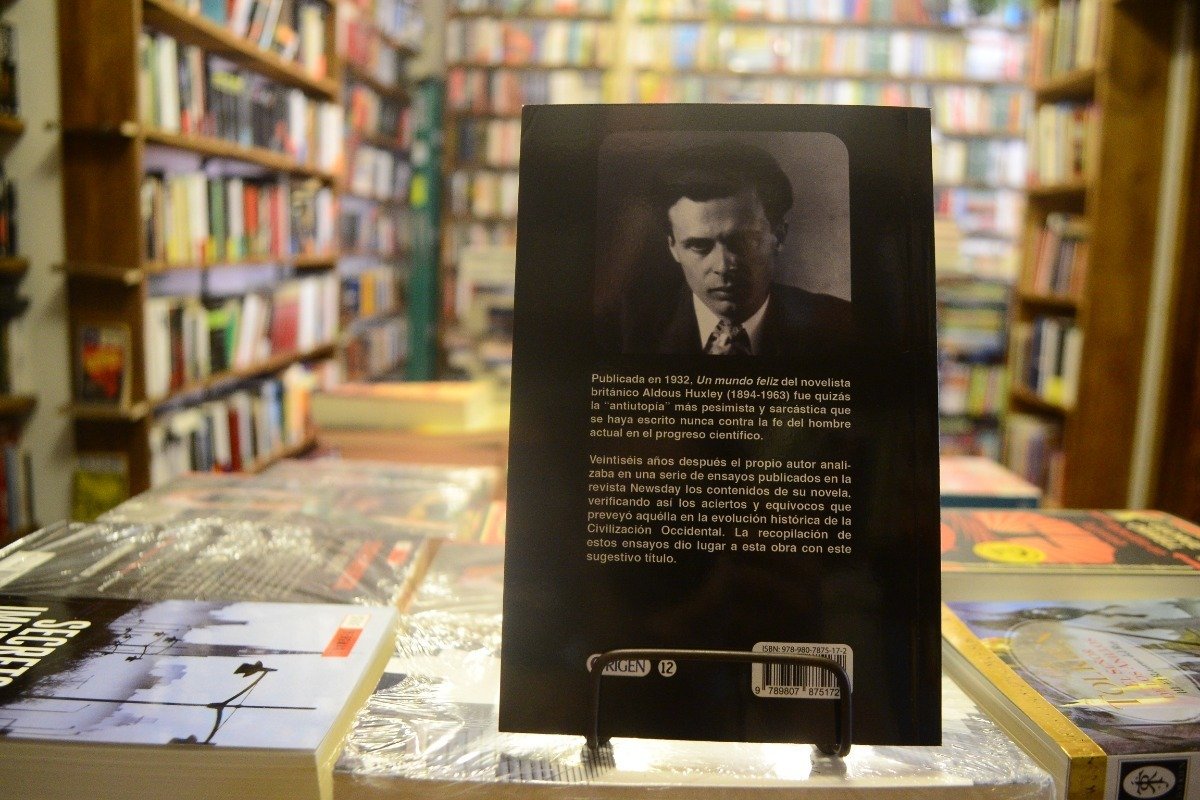 Publicada en 1932. Un mundo feliz del novelista
británico Aldous Huxley (1894-1963) fue quizás
la "antiutopía" más pesimista y sarcástica que
se haya escrito nunca contra la fe del hombre
actual en el progreso científico.
Veintiséis años después el propio autor anali-
zaba en una serie de ensayos publicados en la
revista Newsday los contenidos de su novela,
verificando así los aciertos y equivocos que
preveyó aquélla en la evolución histórica de la
Civilización Occidental. La recopilación de
estos ensayos dio lugar a esta obra con este
sugestivo título.
ISBN: 978-980-7875-17-2
12
9 789807 875172
SECRETS